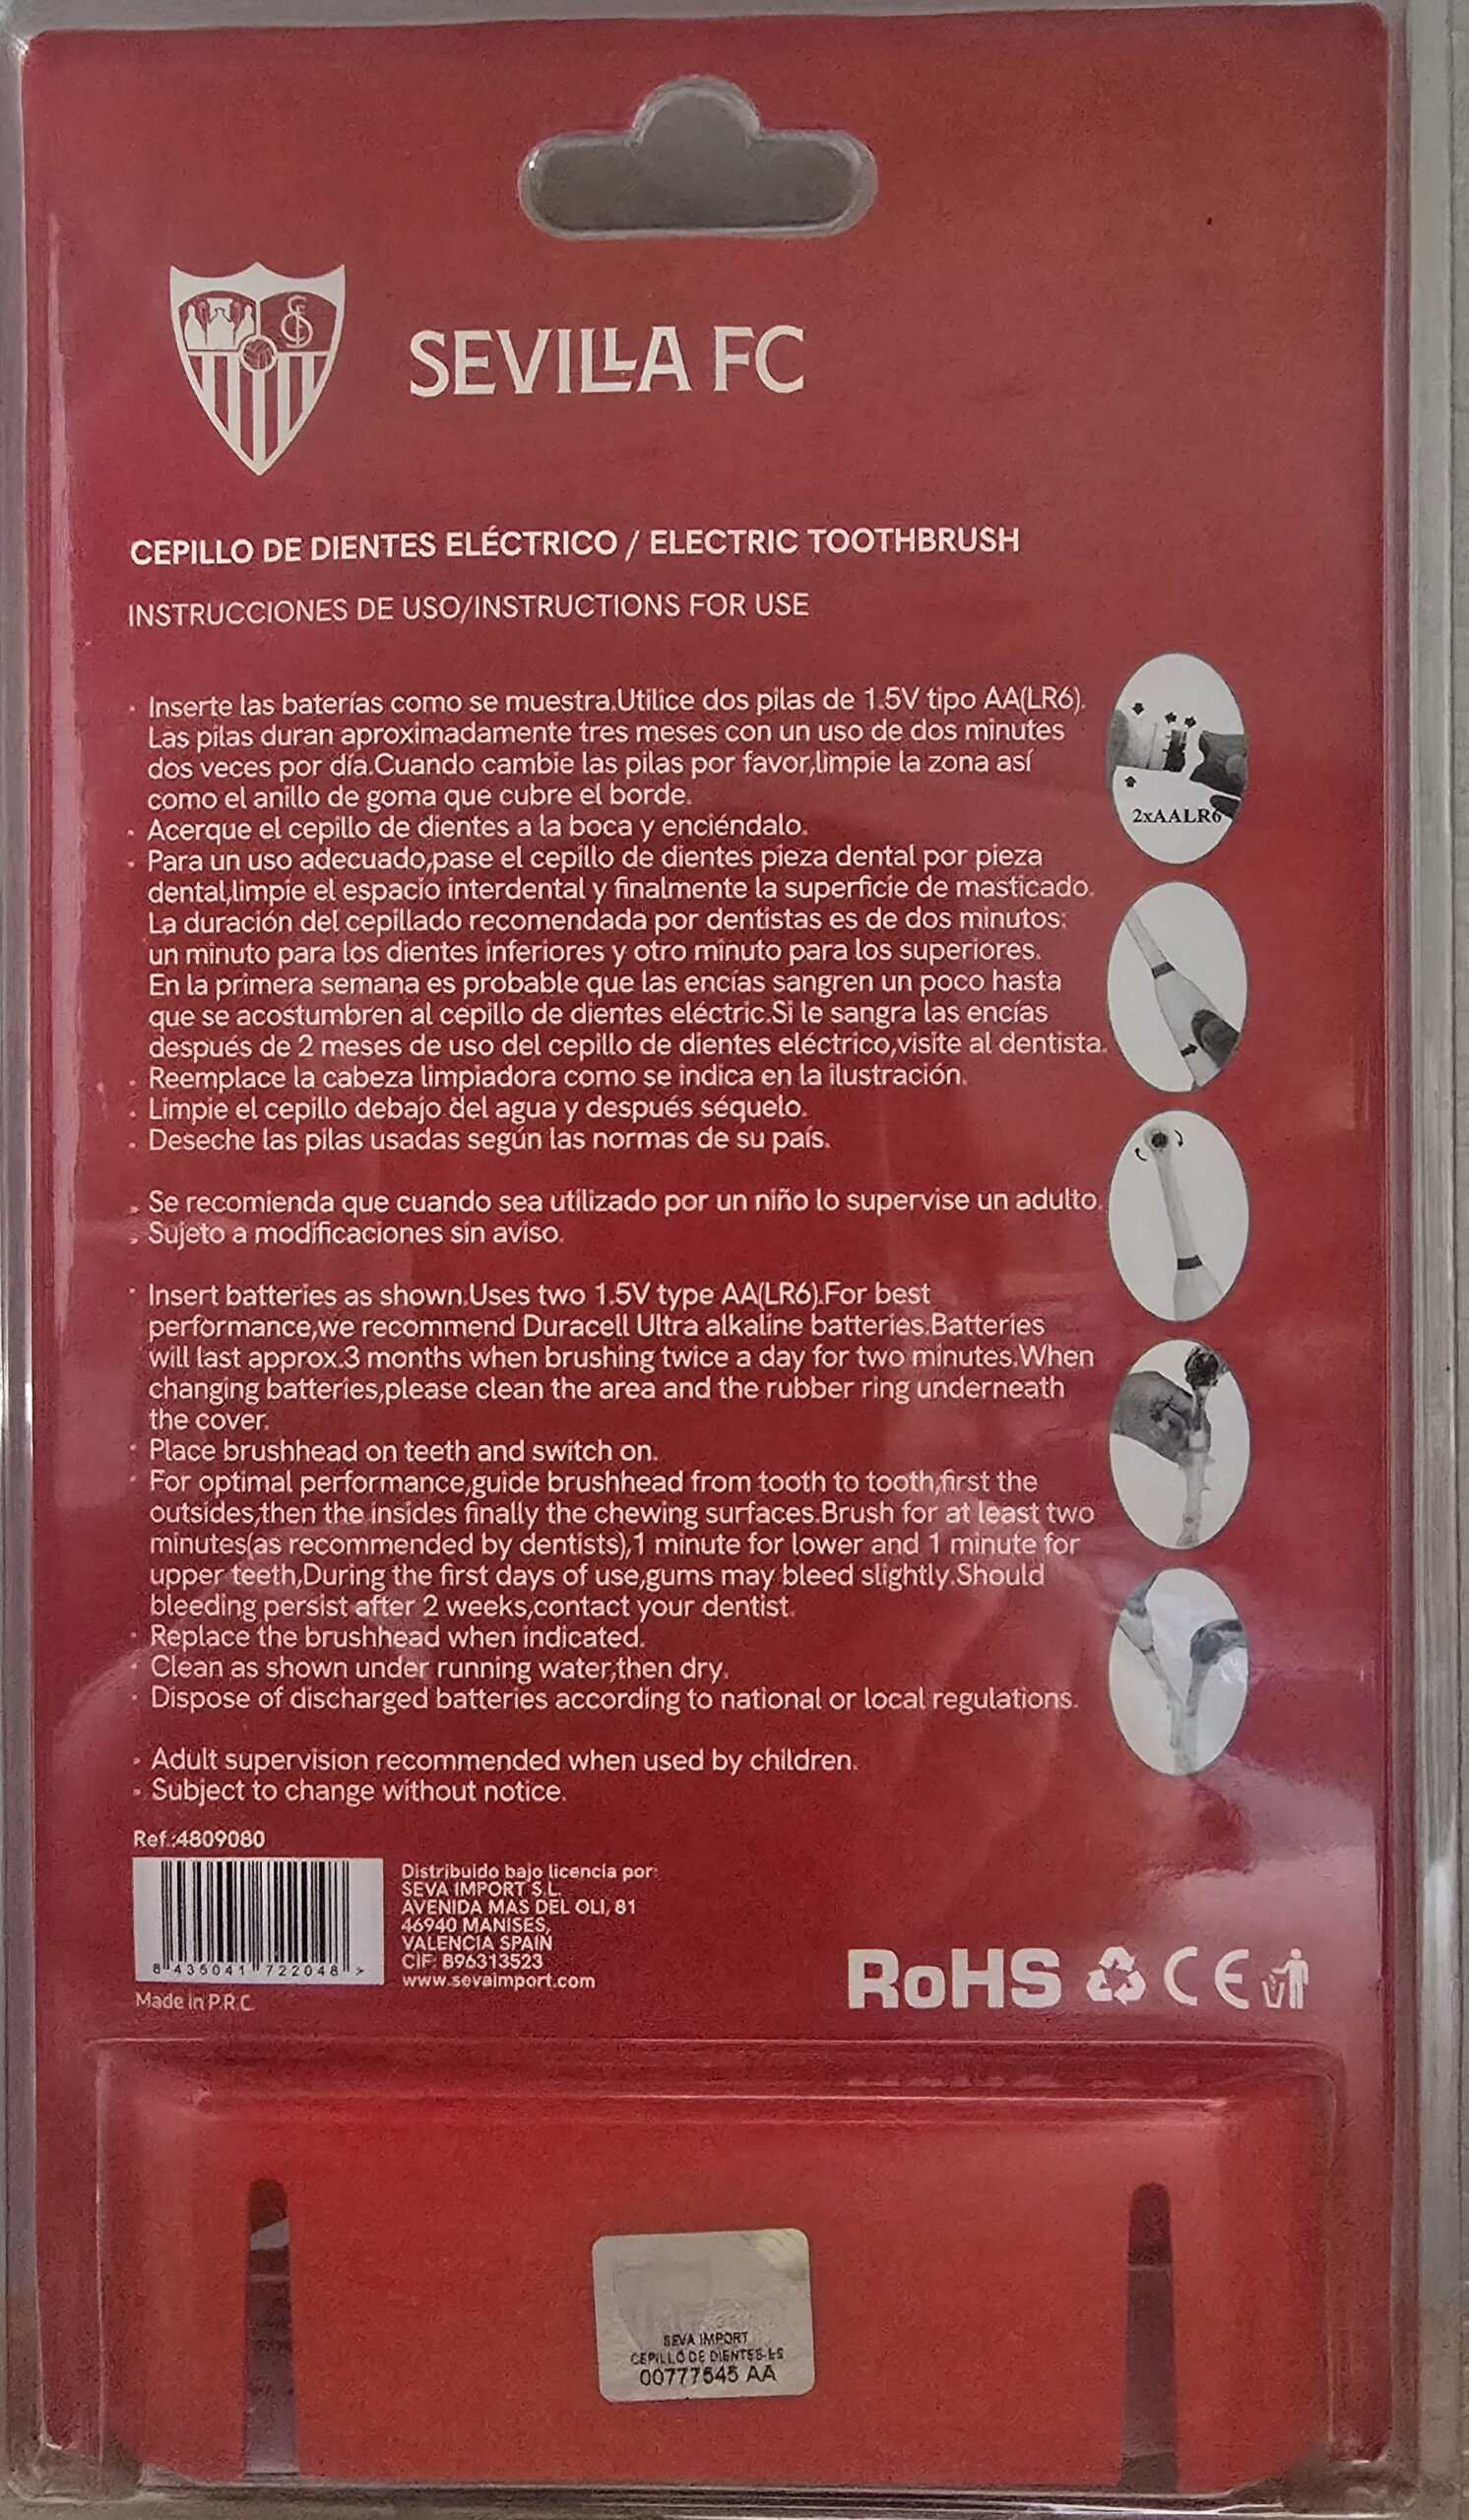 SEVILLA FC
CEPILLO DE DIENTES ELÉCTRICO / ELECTRIC TOOTHBRUSH
INSTRUCCIONES DE USO/INSTRUCTIONS FOR USE
· Inserte las baterías como se muestra.Utilice dos pilas de 1.5V tipo AA(LR6).
Las pilas duran aproximadamente tres meses con un uso de dos minutos
dos veces por día.Cuando cambie las pilas por favor,limpie la zona así
como el anillo de goma que cubre el borde.
· Acerque el cepillo de dientes a la boca y enciéndalo.
· Para un uso adecuado,pase el cepillo de dientes pieza dental por pieza
dental,limpie el espacio interdental y finalmente la superficie de masticado.
La duración del cepillado recomendada por dentistas es de dos minutos:
un minuto para los dientes inferiores y otro minuto para los superiores.
En la primera semana es probable que las encías sangren un poco hasta
que se acostumbren al cepillo de dientes eléctric.Si le sangra las encías
después de 2 meses de uso del cepillo de dientes eléctrico,visite al dentista.
· Reemplace la cabeza limpiadora como se indica en la ilustración.
· Limpie el cepillo debajo del agua y después séquelo.
· Deseche las pilas usadas según las normas de su país.
· Se recomienda que cuando sea utilizado por un niño lo supervise un adulto.
· Sujeto a modificaciones sin aviso.
2xAALR6
· Insert batteries as shown.Uses two 1.5V type AA(LR6).For best
performance,we recommend Duracell Ultra alkaline batteries.Batteries
will last approx.3 months when brushing twice a day for two minutes.When
changing batteries,please clean the area and the rubber ring underneath
the cover.
· Place brushhead on teeth and switch on.
· For optimal performance,guide brushhead from tooth to tooth,first the
outsides,then the insides finally the chewing surfaces.Brush for at least two
minutes(as recommended by dentists),1 minute for lower and 1 minute for
upper teeth,During the first days of use,gums may bleed slightly.Should
bleeding persist after 2 weeks,contact your dentist.
· Replace the brushhead when indicated.
· Clean as shown under running water,then dry.
· Dispose of discharged batteries according to national or local regulations.
· Adult supervision recommended when used by children.
· Subject to change without notice.
Ref.:4809080
8 435041 722048 >
Made in P.R.C.
Distribuido bajo licencia por:
SEVA IMPORT S.L.
AVENIDA MAS DEL OLI, 81
46940 MANISES,
VALENCIA SPAIN
CIF: B96313523
www.sevaimport.com
RoHS CE
SEVA IMPORT
CEPILLO DE DIENTES-ES
00777545 AA